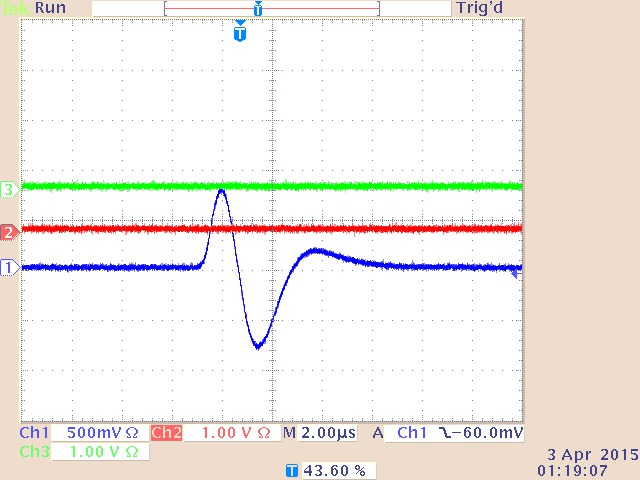 Tek Run Trig'd
T
T
3
2
1
Ch1 500mV Ω Ch2 1.00 V Ω M 2.00µs A Ch1 ∖ −60.0mV
Ch3 1.00 V Ω
3 Apr 2015
T 43.60 % 01:19:07